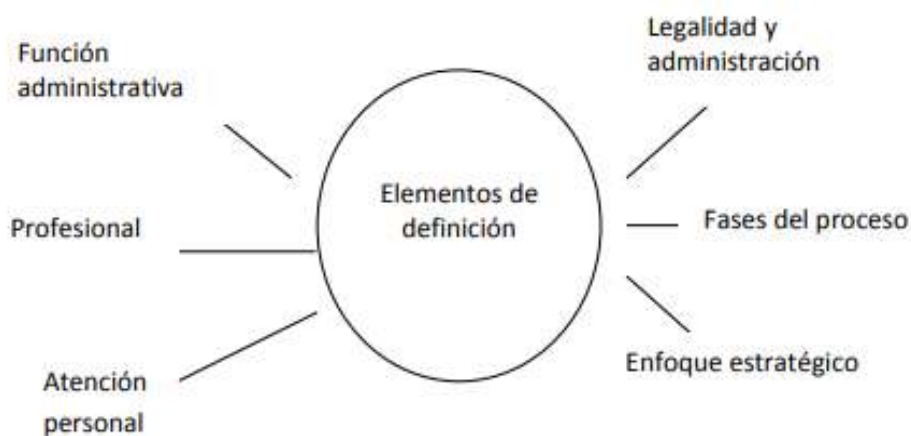 Función
administrativa
Profesional
Atención
personal
Elementos de
definición
Legalidad y
administración
Fases del proceso
Enfoque estratégico